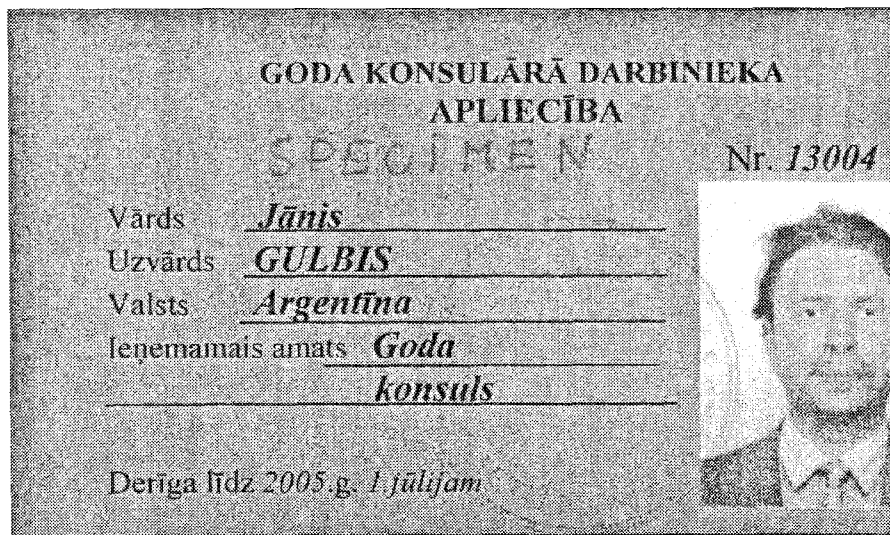 GODA KONSULĀRĀ DARBINIEKA
APLIECĪBA
SPECIMEN
Nr. 13004
Vārds Jānis
Uzvārds GULBIS
Valsts Argentīna
Ieņemamais amats Goda
konsuls
Derīga līdz 2005.g. 1.jūlijam